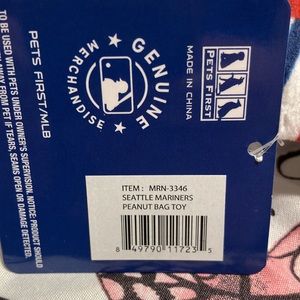 GENUINE
MERCHANDISE
PETS FIRST
MADE IN
CHINA
PETS FIRST/MLB
TO BE USED WITH PETS UNDER OWNER'S SUPERVISION. NOTICE: PRODUCT SHOULD
AWAY FROM PET IF TEARS, SEAMS OPEN OR DAMAGE DETECTED.
ITEM : MRN-3346
SEATTLE MARINERS
PEANUT BAG TOY
8 49790 11723 5